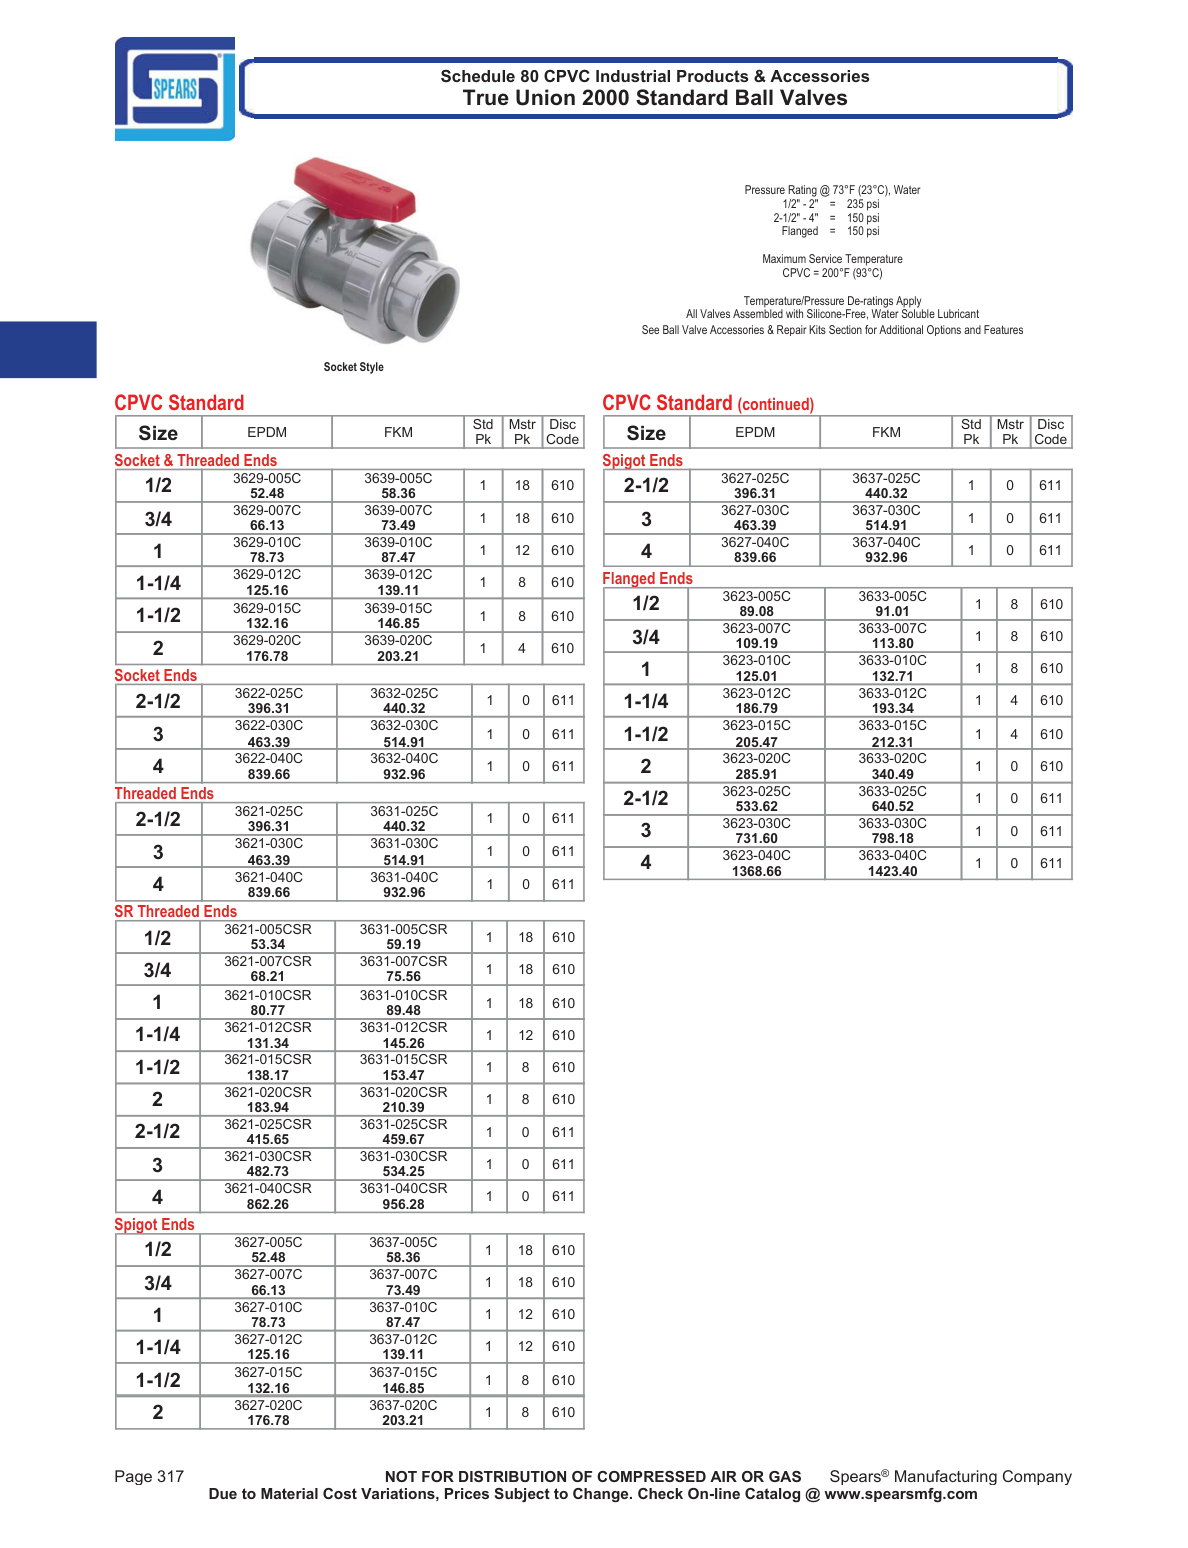 SPEARS®
Schedule 80 CPVC Industrial Products & Accessories
True Union 2000 Standard Ball Valves
Pressure Rating @ 73°F (23°C), Water
1/2" - 2" = 235 psi
2-1/2" - 4" = 150 psi
Flanged = 150 psi
Maximum Service Temperature
CPVC = 200°F (93°C)
Temperature/Pressure De-ratings Apply
All Valves Assembled with Silicone-Free, Water Soluble Lubricant
See Ball Valve Accessories & Repair Kits Section for Additional Options and Features
Socket Style
CPVC Standard
Size EPDM FKM Std Pk Mstr Pk Disc Code
Socket & Threaded Ends
1/2 3629-005C 52.48 3639-005C 58.36 1 18 610
3/4 3629-007C 66.13 3639-007C 73.49 1 18 610
1 3629-010C 78.73 3639-010C 87.47 1 12 610
1-1/4 3629-012C 125.16 3639-012C 139.11 1 8 610
1-1/2 3629-015C 132.16 3639-015C 146.85 1 8 610
2 3629-020C 176.78 3639-020C 203.21 1 4 610
Socket Ends
2-1/2 3622-025C 396.31 3632-025C 440.32 1 0 611
3 3622-030C 463.39 3632-030C 514.91 1 0 611
4 3622-040C 839.66 3632-040C 932.96 1 0 611
Threaded Ends
2-1/2 3621-025C 396.31 3631-025C 440.32 1 0 611
3 3621-030C 463.39 3631-030C 514.91 1 0 611
4 3621-040C 839.66 3631-040C 932.96 1 0 611
SR Threaded Ends
1/2 3621-005CSR 53.34 3631-005CSR 59.19 1 18 610
3/4 3621-007CSR 68.21 3631-007CSR 75.56 1 18 610
1 3621-010CSR 80.77 3631-010CSR 89.48 1 18 610
1-1/4 3621-012CSR 131.34 3631-012CSR 145.26 1 12 610
1-1/2 3621-015CSR 138.17 3631-015CSR 153.47 1 8 610
2 3621-020CSR 183.94 3631-020CSR 210.39 1 8 610
2-1/2 3621-025CSR 415.65 3631-025CSR 459.67 1 0 611
3 3621-030CSR 482.73 3631-030CSR 534.25 1 0 611
4 3621-040CSR 862.26 3631-040CSR 956.28 1 0 611
Spigot Ends
1/2 3627-005C 52.48 3637-005C 58.36 1 18 610
3/4 3627-007C 66.13 3637-007C 73.49 1 18 610
1 3627-010C 78.73 3637-010C 87.47 1 12 610
1-1/4 3627-012C 125.16 3637-012C 139.11 1 12 610
1-1/2 3627-015C 132.16 3637-015C 146.85 1 8 610
2 3627-020C 176.78 3637-020C 203.21 1 8 610
CPVC Standard (continued)
Size EPDM FKM Std Pk Mstr Pk Disc Code
Spigot Ends
2-1/2 3627-025C 396.31 3637-025C 440.32 1 0 611
3 3627-030C 463.39 3637-030C 514.91 1 0 611
4 3627-040C 839.66 3637-040C 932.96 1 0 611
Flanged Ends
1/2 3623-005C 89.08 3633-005C 91.01 1 8 610
3/4 3623-007C 109.19 3633-007C 113.80 1 8 610
1 3623-010C 125.01 3633-010C 132.71 1 8 610
1-1/4 3623-012C 186.79 3633-012C 193.34 1 4 610
1-1/2 3623-015C 205.47 3633-015C 212.31 1 4 610
2 3623-020C 285.91 3633-020C 340.49 1 0 610
2-1/2 3623-025C 533.62 3633-025C 640.52 1 0 611
3 3623-030C 731.60 3633-030C 798.18 1 0 611
4 3623-040C 1368.66 3633-040C 1423.40 1 0 611
Page 317 NOT FOR DISTRIBUTION OF COMPRESSED AIR OR GAS Spears® Manufacturing Company
Due to Material Cost Variations, Prices Subject to Change. Check On-line Catalog @ www.spearsmfg.com